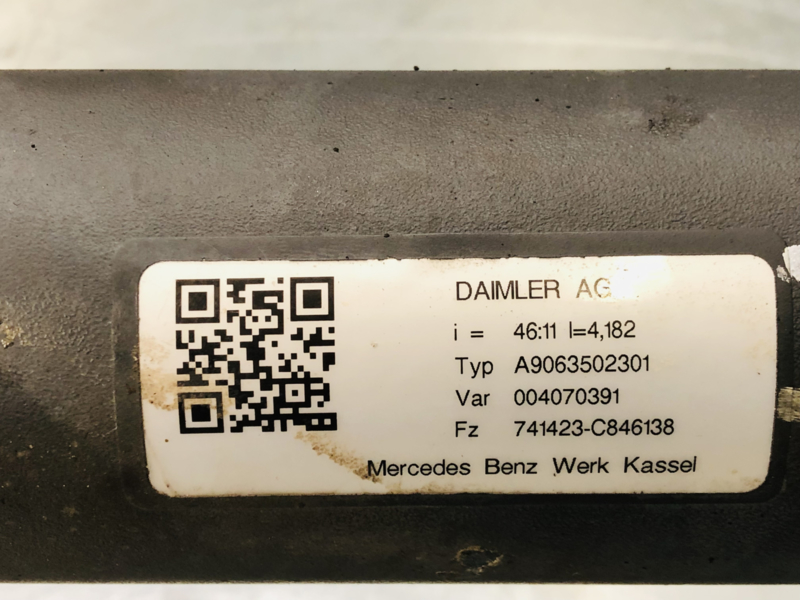 DAIMLER AG
i = 46:11 I=4,182
Typ A9063502301
Var 004070391
Fz 741423-C846138
Mercedes Benz Werk Kassel